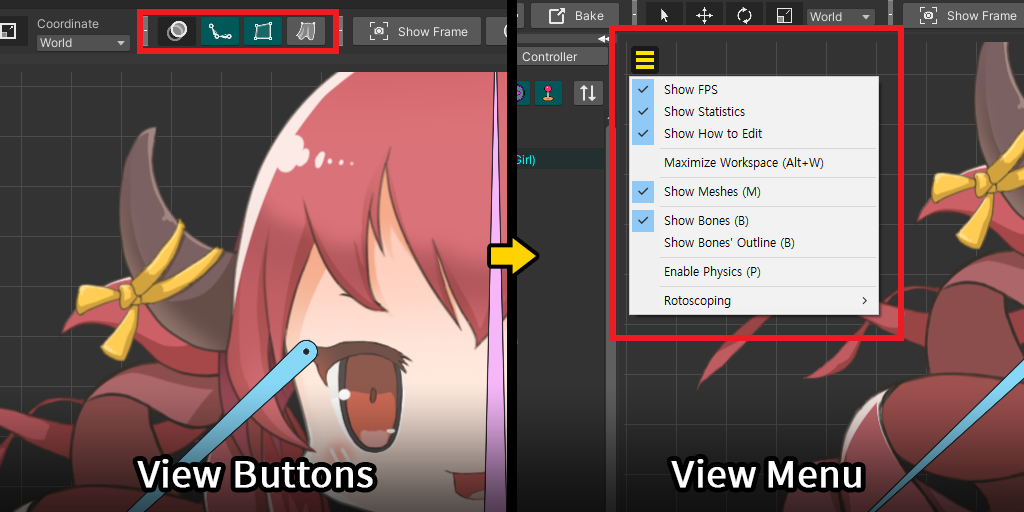 Coordinate
World
Show Frame
View Buttons
Bake
World
Show Frame
Controller
Girl)
Show FPS
Show Statistics
Show How to Edit
Maximize Workspace (Alt+W)
Show Meshes (M)
Show Bones (B)
Show Bones' Outline (B)
Enable Physics (P)
Rotoscoping
View Menu